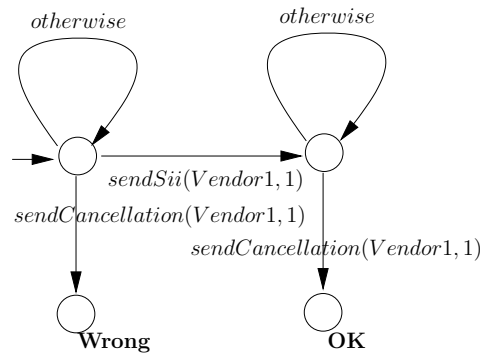 otherwise
otherwise
sendSii(Vendor1, 1)
sendCancellation(Vendor1, 1)
sendCancellation(Vendor1, 1)
Wrong
OK